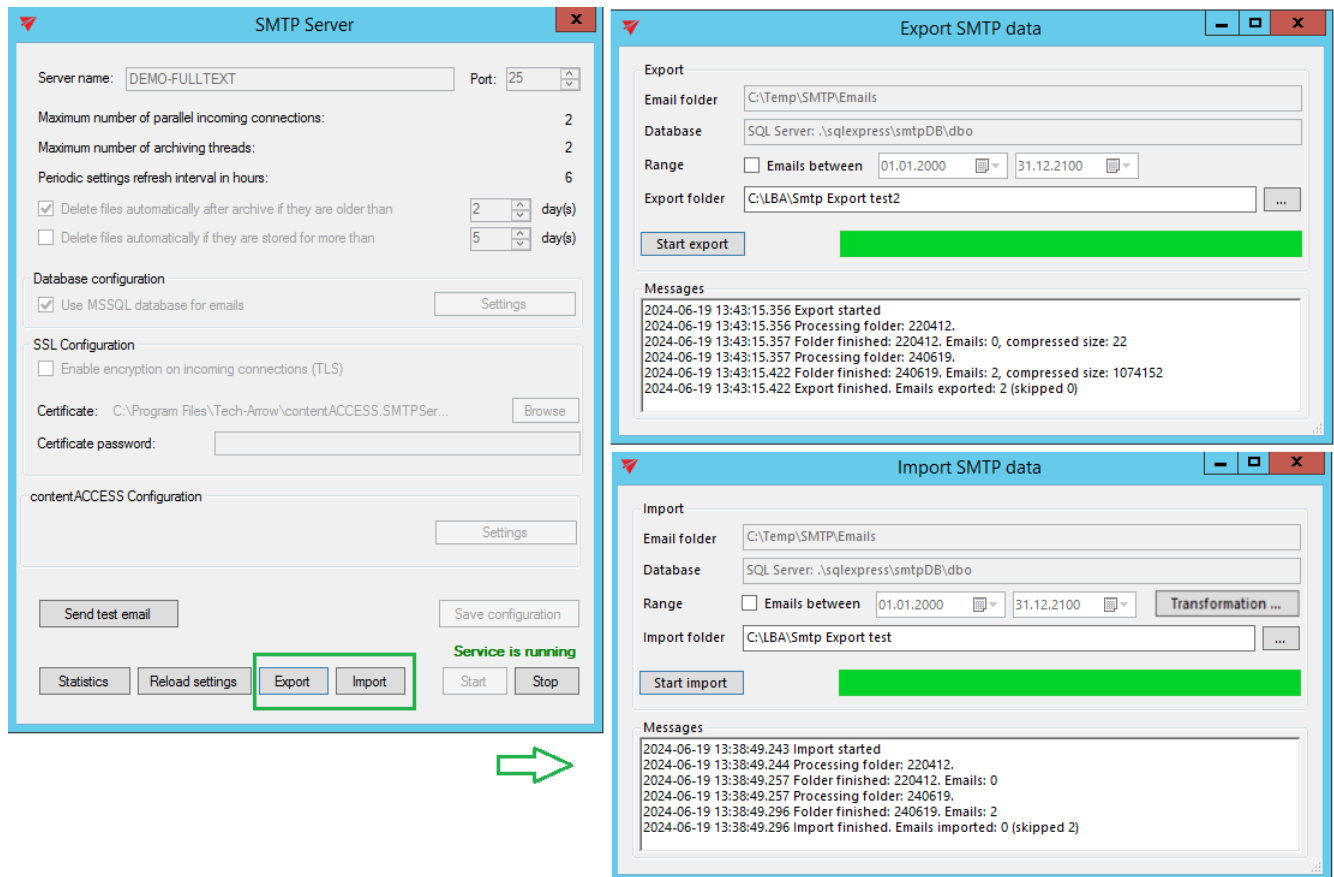 SMTP Server
x
Server name: DEMO-FULLTEXT Port: 25
Maximum number of parallel incoming connections: 2
Maximum number of archiving threads: 2
Periodic settings refresh interval in hours: 6
Delete files automatically after archive if they are older than 2 day(s)
Delete files automatically if they are stored for more than 5 day(s)
Database configuration
Use MSSQL database for emails Settings
SSL Configuration
Enable encryption on incoming connections (TLS)
Certificate: C:\Program Files\Tech-Arrow\contentACCESS.SMTPSer... Browse
Certificate password:
contentACCESS Configuration
Settings
Send test email Save configuration
Service is running
Statistics Reload settings Export Import Start Stop
Export SMTP data
x
Export
Email folder C:\Temp\SMTP\Emails
Database SQL Server: .\sqlexpress\smtpDB\dbo
Range Emails between 01.01.2000 31.12.2100
Export folder C:\LBA\Smtp Export test2 ...
Start export
Messages
2024-06-19 13:43:15.356 Export started
2024-06-19 13:43:15.356 Processing folder: 220412.
2024-06-19 13:43:15.357 Folder finished: 220412. Emails: 0, compressed size: 22
2024-06-19 13:43:15.357 Processing folder: 240619.
2024-06-19 13:43:15.422 Folder finished: 240619. Emails: 2, compressed size: 1074152
2024-06-19 13:43:15.422 Export finished. Emails exported: 2 (skipped 0)
Import SMTP data
x
Import
Email folder C:\Temp\SMTP\Emails
Database SQL Server: .\sqlexpress\smtpDB\dbo
Range Emails between 01.01.2000 31.12.2100 Transformation ...
Import folder C:\LBA\Smtp Export test ...
Start import
Messages
2024-06-19 13:38:49.243 Import started
2024-06-19 13:38:49.244 Processing folder: 220412.
2024-06-19 13:38:49.257 Folder finished: 220412. Emails: 0
2024-06-19 13:38:49.257 Processing folder: 240619.
2024-06-19 13:38:49.296 Folder finished: 240619. Emails: 2
2024-06-19 13:38:49.296 Import finished. Emails imported: 0 (skipped 2)